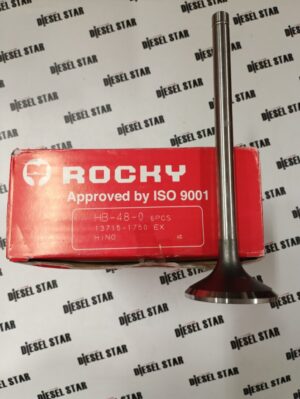 DIESEL STAR
ROCKY
Approved by ISO 9001
HB-48-0 6PCS
13715-1750 EX
HINO